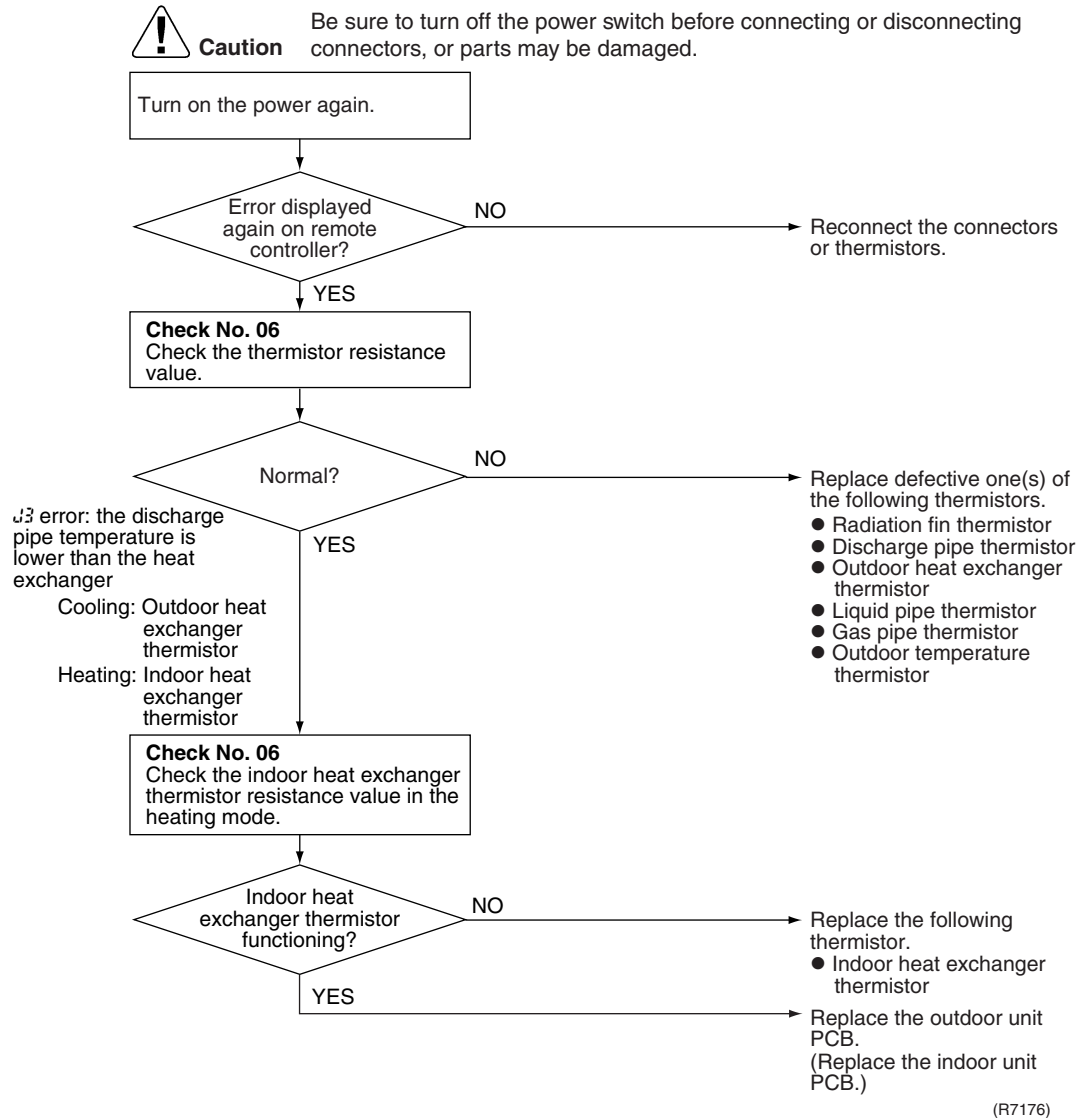 Be sure to turn off the power switch before connecting or disconnecting
Caution connectors, or parts may be damaged.
Turn on the power again.
Error displayed
again on remote
controller?
NO
Reconnect the connectors
or thermistors.
YES
Check No. 06
Check the thermistor resistance
value.
Normal?
NO
Replace defective one(s) of
the following thermistors.
● Radiation fin thermistor
● Discharge pipe thermistor
● Outdoor heat exchanger
thermistor
● Liquid pipe thermistor
● Gas pipe thermistor
● Outdoor temperature
thermistor
YES
J3 error: the discharge
pipe temperature is
lower than the heat
exchanger
Cooling: Outdoor heat
exchanger
thermistor
Heating: Indoor heat
exchanger
thermistor
Check No. 06
Check the indoor heat exchanger
thermistor resistance value in the
heating mode.
Indoor heat
exchanger thermistor
functioning?
NO
Replace the following
thermistor.
● Indoor heat exchanger
thermistor
YES
Replace the outdoor unit
PCB.
(Replace the indoor unit
PCB.)
(R7176)